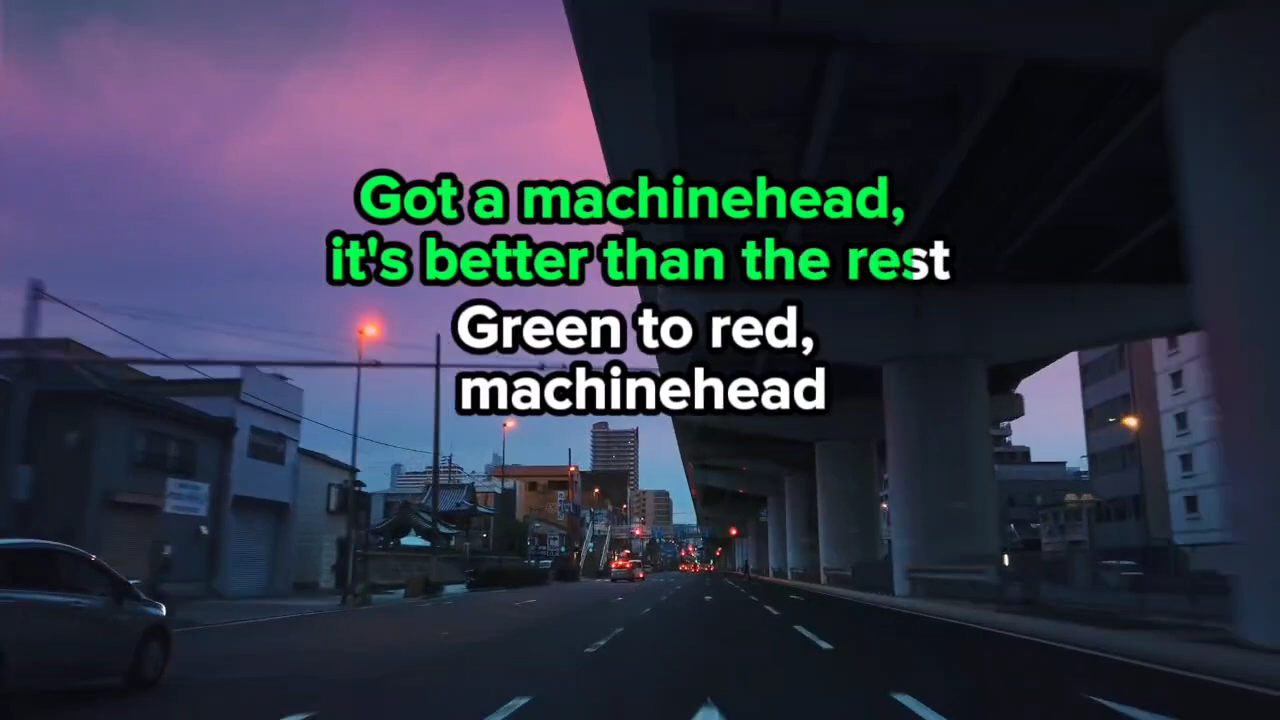 Got a machinehead,
it's better than the rest
Green to red,
machinehead